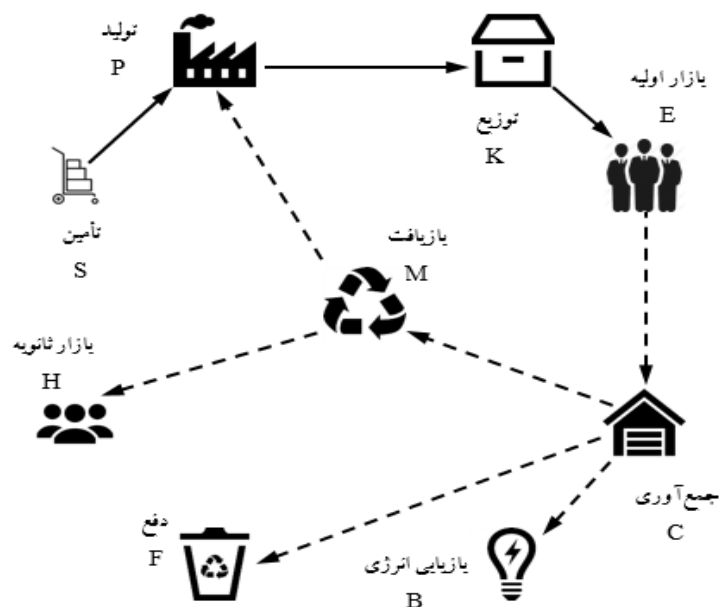 تولید
P
توزیع
K
بازار اولیه
E
تأمین
S
بازیافت
M
بازار ثانویه
H
جمع‌آوری
C
دفع
F
بازیابی انرژی
B